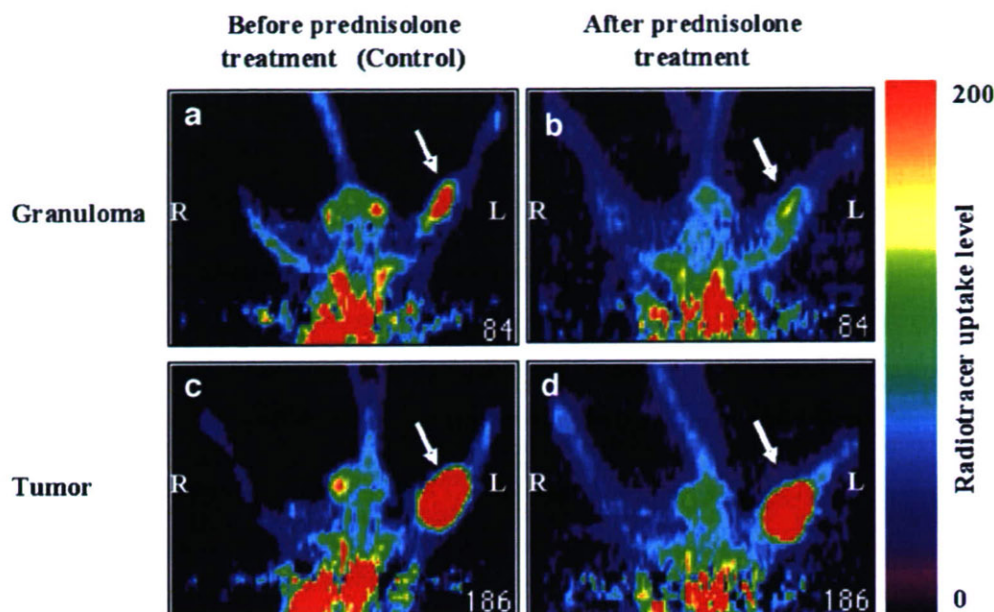 Before prednisolone
treatment (Control)
After prednisolone
treatment
200
a
b
Granuloma
R
L
R
L
84
84
Radiotracer uptake level
c
d
Tumor
R
L
R
L
186
186
0